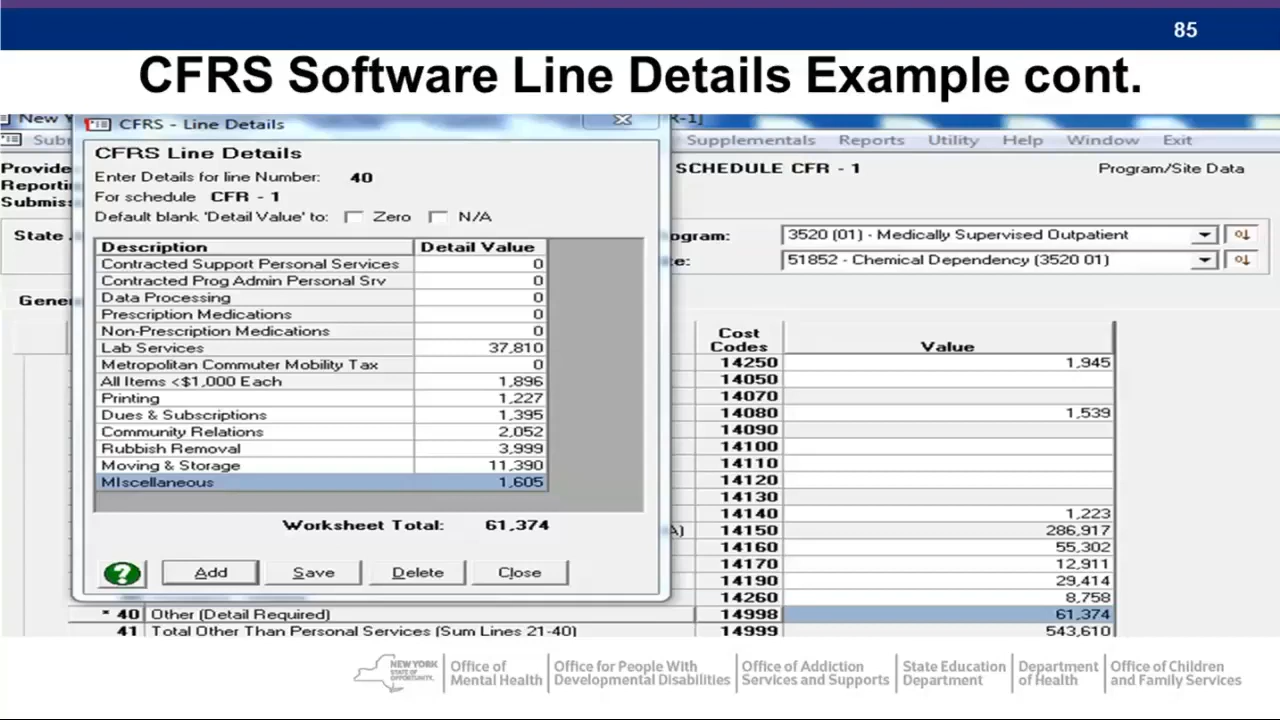 85
CFRS Software Line Details Example cont.
New
CFRS - Line Details
R-1]
Supplementals Reports Utility Help Window Exit
CFRS Line Details
SCHEDULE CFR - 1
Program/Site Data
Enter Details for line Number: 40
For schedule CFR - 1
Default blank 'Detail Value' to: Zero N/A
State
3520 (01) - Medically Supervised Outpatient
51852 - Chemical Dependency (3520 01)
Description Detail Value
Contracted Support Personal Services 0
Contracted Prog Admin Personal Srv 0
Data Processing 0
Prescription Medications 0
Non-Prescription Medications 0
Lab Services 37,810
Metropolitan Commuter Mobility Tax 0
All Items <$1,000 Each 1,896
Printing 1,227
Dues & Subscriptions 1,395
Community Relations 2,052
Rubbish Removal 3,999
Moving & Storage 11,390
MIscellaneous 1,605
Worksheet Total: 61,374
Add Save Delete Close
Cost Codes Value
14250 1,945
14050
14070
14080 1,539
14090
14100
14110
14120
14130
14140 1,223
14150 286,917
14160 55,302
14170 12,911
14190 29,414
14260 8,758
* 40 Other (Detail Required) 14998 61,374
41 Total Other Than Personal Services (Sum Lines 21-40) 14999 543,610
NEW YORK STATE OF OPPORTUNITY.
Office of Mental Health
Office for People With Developmental Disabilities
Office of Addiction Services and Supports
State Education Department
Department of Health
Office of Children and Family Services